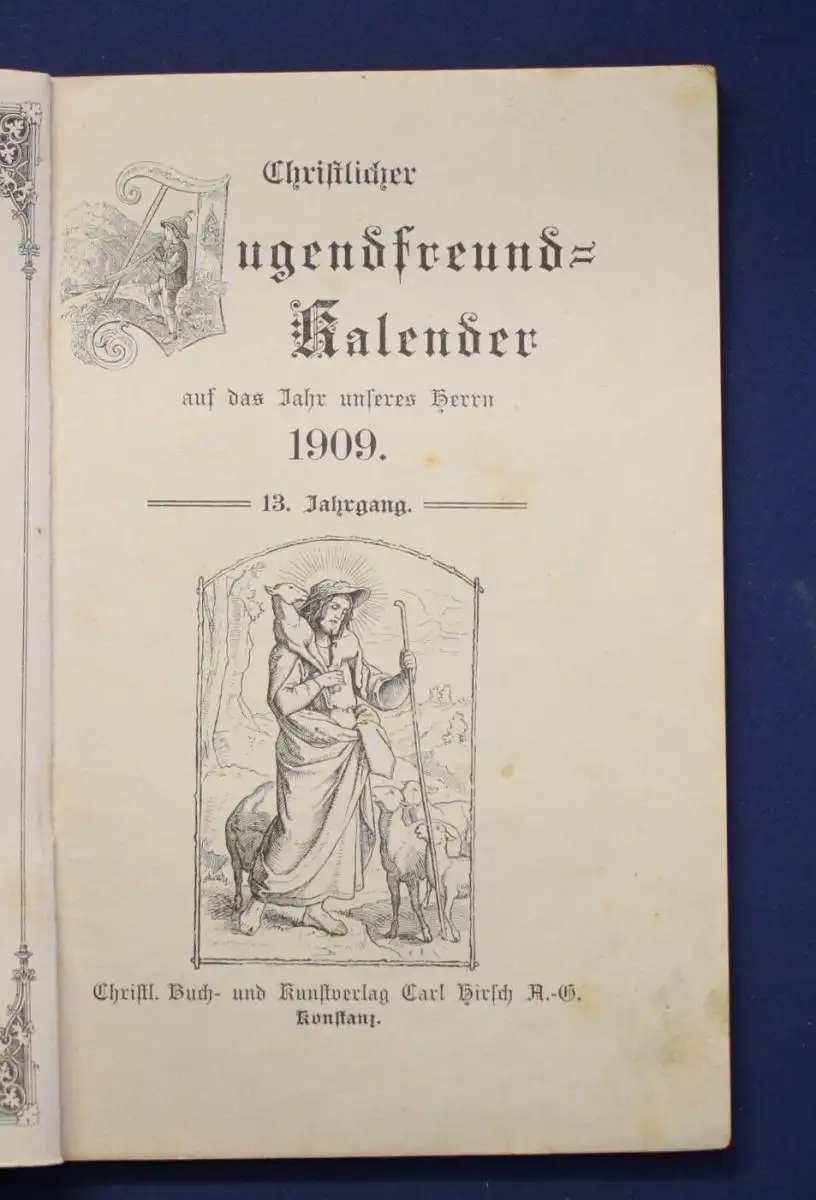 Christlicher
Jugendfreund=
Kalender
auf das Jahr unseres Herrn
1909.
13. Jahrgang.
Christl. Buch- und Kunstverlag Carl Hirsch A.-G.
Konstanz.